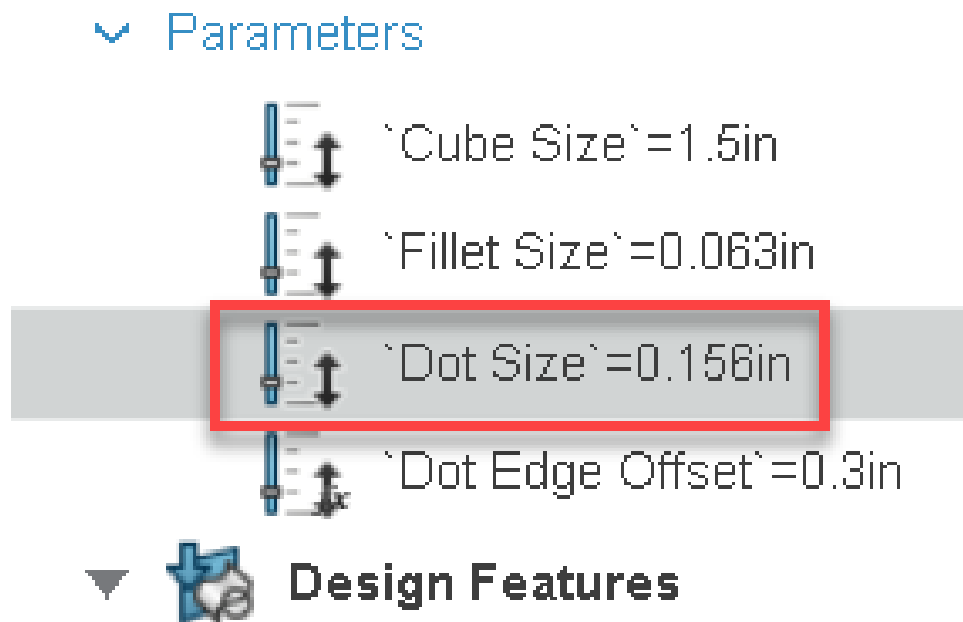 Parameters
`Cube Size`=1.5in
`Fillet Size`=0.063in
`Dot Size`=0.156in
`Dot Edge Offset`=0.3in
Design Features